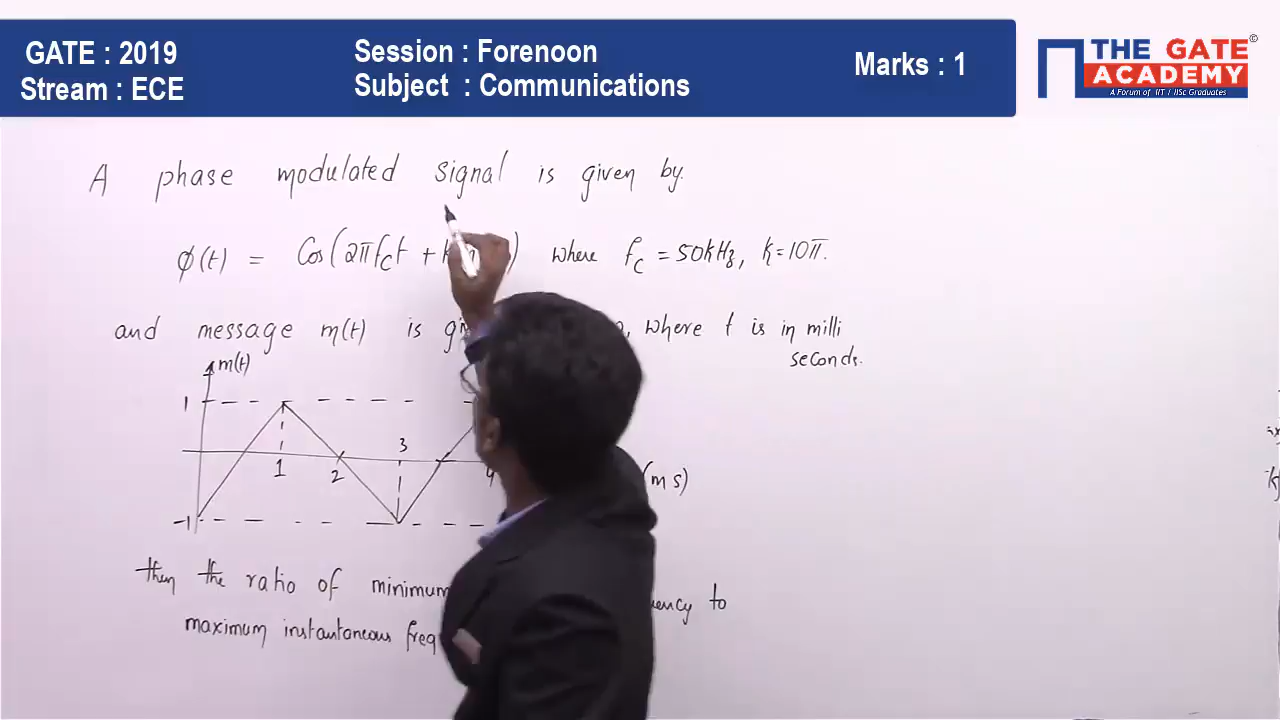 GATE : 2019
Stream : ECE
Session : Forenoon
Subject : Communications
Marks : 1
THE GATE
ACADEMY
©
A Forum of IIT / IISc Graduates
A phase modulated signal is given by.
φ(t) = Cos(2πfct + k ) where fc = 50kHz, k=10π.
and message m(t) is where t is in milli
seconds.
m(t)
1
3
1 2 4 (ms)
-1
then the ratio of minimum to
maximum instantaneous